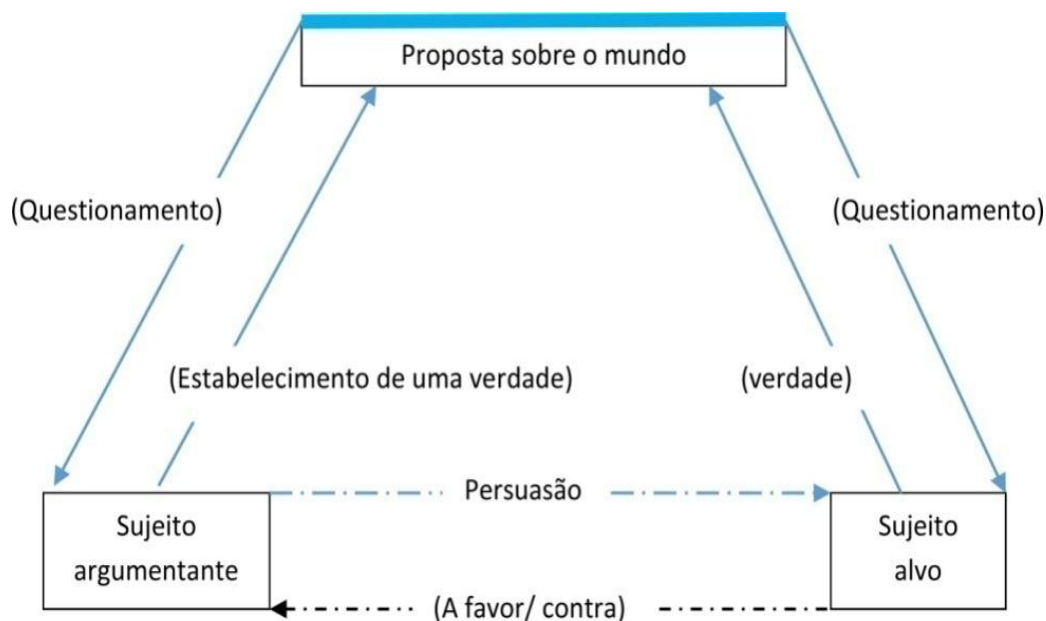 Proposta sobre o mundo
(Questionamento)
(Questionamento)
(Estabelecimento de uma verdade)
(verdade)
Persuasão
Sujeito
argumentante
Sujeito
alvo
(A favor/ contra)